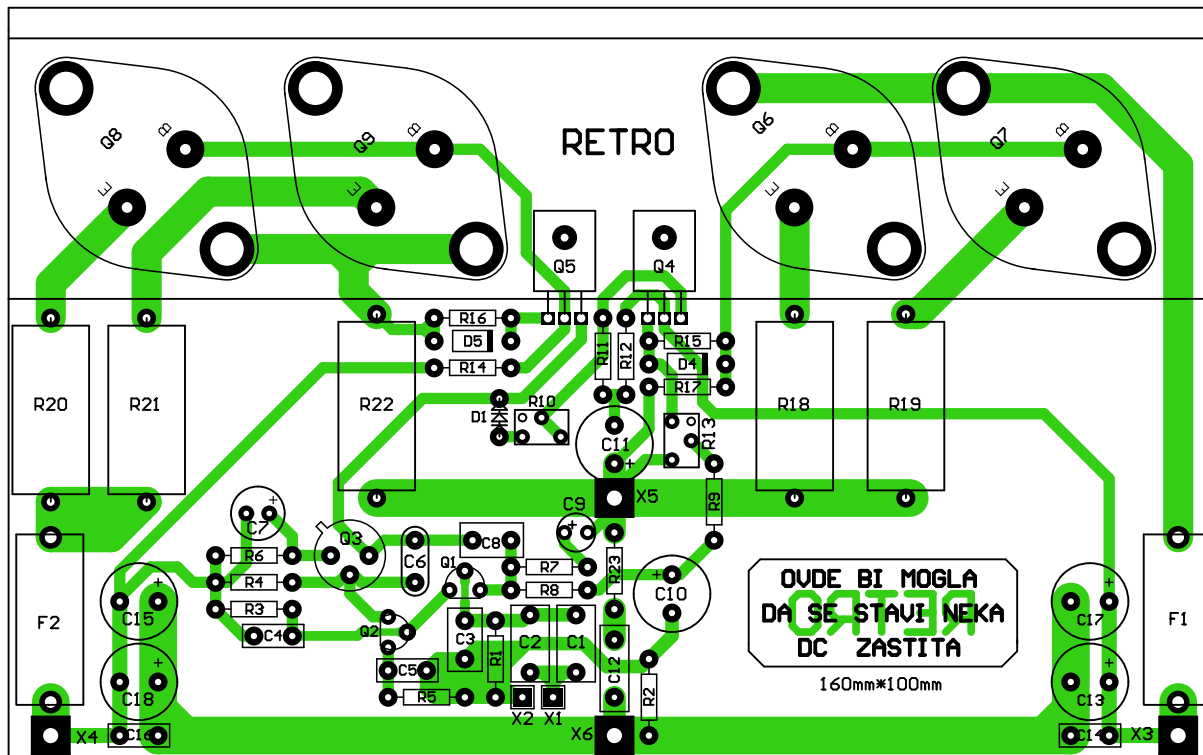 RETRO
Q8
B
E
Q9
B
E
Q6
B
E
Q7
B
E
Q5
Q4
R16
D5
R14
R11
R12
R15
D4
R17
R20
R21
R22
D1
R10
C11
+
R13
R18
R19
X5
R9
C7
+
Q3
C6
C8
C9
+
R6
R4
R3
C4
Q1
R7
R8
R23
C10
+
Q2
C3
R1
C2
C1
C12
C5
R5
R2
X2
X1
X6
F2
C15
+
C18
+
C16
X4
OVDE BI MOGLA
DA SE STAVI NEKA
DC ZASTITA
RETRO
160mm*100mm
C17
+
C13
+
C14
X3
F1